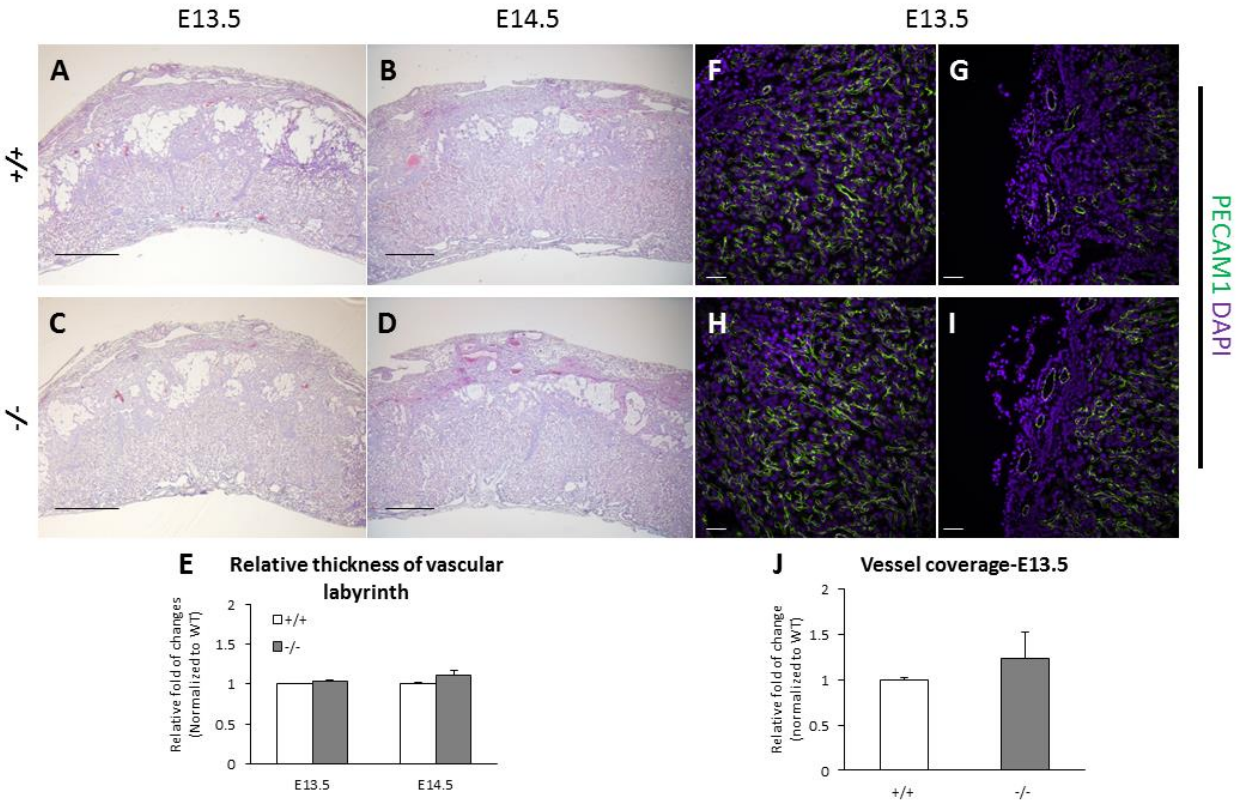 E13.5
E14.5
E13.5
+/+
A
B
F
G
-/-
C
D
H
I
PECAM1 DAPI
E
Relative thickness of vascular
labyrinth
Relative fold of changes
(Normalized to WT)
2
1.5
1
0.5
0
+/+
-/-
E13.5
E14.5
J
Vessel coverage-E13.5
Relative fold of change
(normalized to WT)
2
1.5
1
0.5
0
+/+
-/-